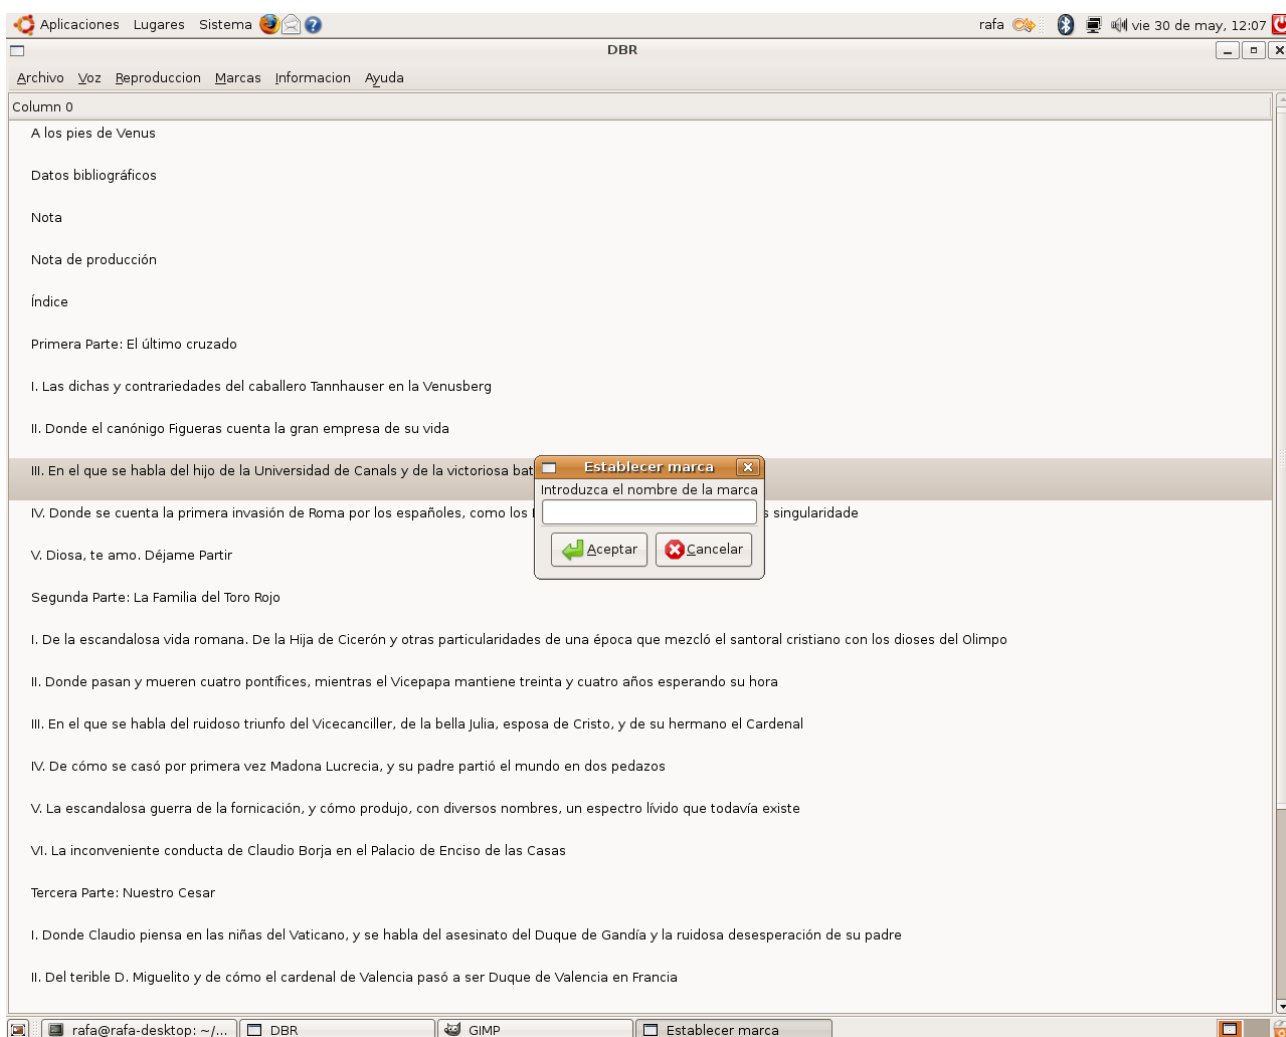 Aplicaciones Lugares Sistema rafa vie 30 de may, 12:07
DBR
Archivo Voz Reproduccion Marcas Informacion Ayuda
Column 0
A los pies de Venus
Datos bibliográficos
Nota
Nota de producción
Índice
Primera Parte: El último cruzado
I. Las dichas y contrariedades del caballero Tannhauser en la Venusberg
II. Donde el canónigo Figueras cuenta la gran empresa de su vida
III. En el que se habla del hijo de la Universidad de Canals y de la victoriosa bat
Establecer marca
Introduzca el nombre de la marca
IV. Donde se cuenta la primera invasión de Roma por los españoles, como los singularidade
Aceptar Cancelar
V. Diosa, te amo. Déjame Partir
Segunda Parte: La Familia del Toro Rojo
I. De la escandalosa vida romana. De la Hija de Cicerón y otras particularidades de una época que mezcló el santoral cristiano con los dioses del Olimpo
II. Donde pasan y mueren cuatro pontífices, mientras el Vicepapa mantiene treinta y cuatro años esperando su hora
III. En el que se habla del ruidoso triunfo del Vicecanciller, de la bella Julia, esposa de Cristo, y de su hermano el Cardenal
IV. De cómo se casó por primera vez Madona Lucrecia, y su padre partió el mundo en dos pedazos
V. La escandalosa guerra de la fornicación, y cómo produjo, con diversos nombres, un espectro lívido que todavía existe
VI. La inconveniente conducta de Claudio Borja en el Palacio de Enciso de las Casas
Tercera Parte: Nuestro Cesar
I. Donde Claudio piensa en las niñas del Vaticano, y se habla del asesinato del Duque de Gandía y la ruidosa desesperación de su padre
II. Del terible D. Miguelito y de cómo el cardenal de Valencia pasó a ser Duque de Valencia en Francia
rafa@rafa-desktop: ~/... DBR GIMP Establecer marca